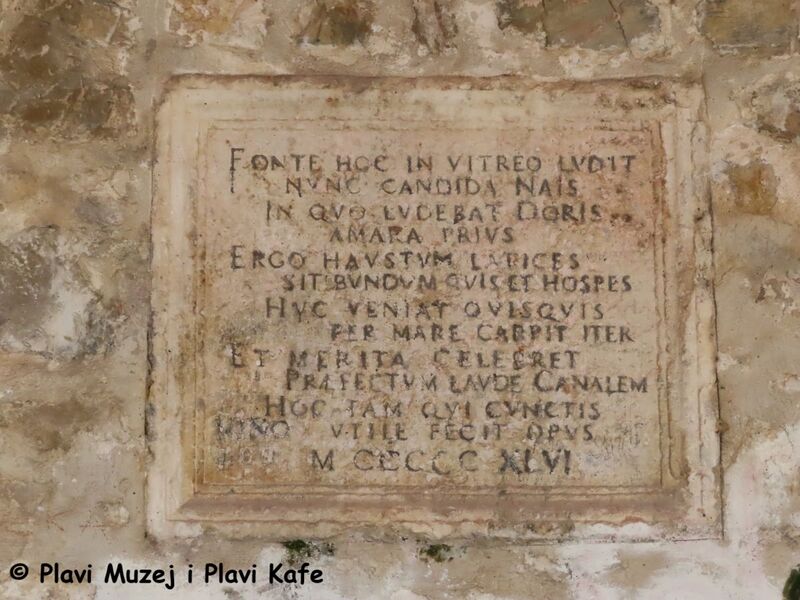 FONTE HOC IN VITREO LVDIT
NVNC CANDIDA NAIS
IN QVO LVDEBAT DORIS
AMARA PRIVS
ERGO HAVSTVM
SITIBVNDVM QVIS ET HOSPES
HVC VENIAT QVISQVIS
PER MARE CARPIT ITER
ET MERITA CELEBRET
PRÆFECTVM LAVDE CANALEM
HOC TAM QVI CVNCTIS
VTILE FECIT OPVS
M CCCCC XLVI
© Plavi Muzej i Plavi Kafe